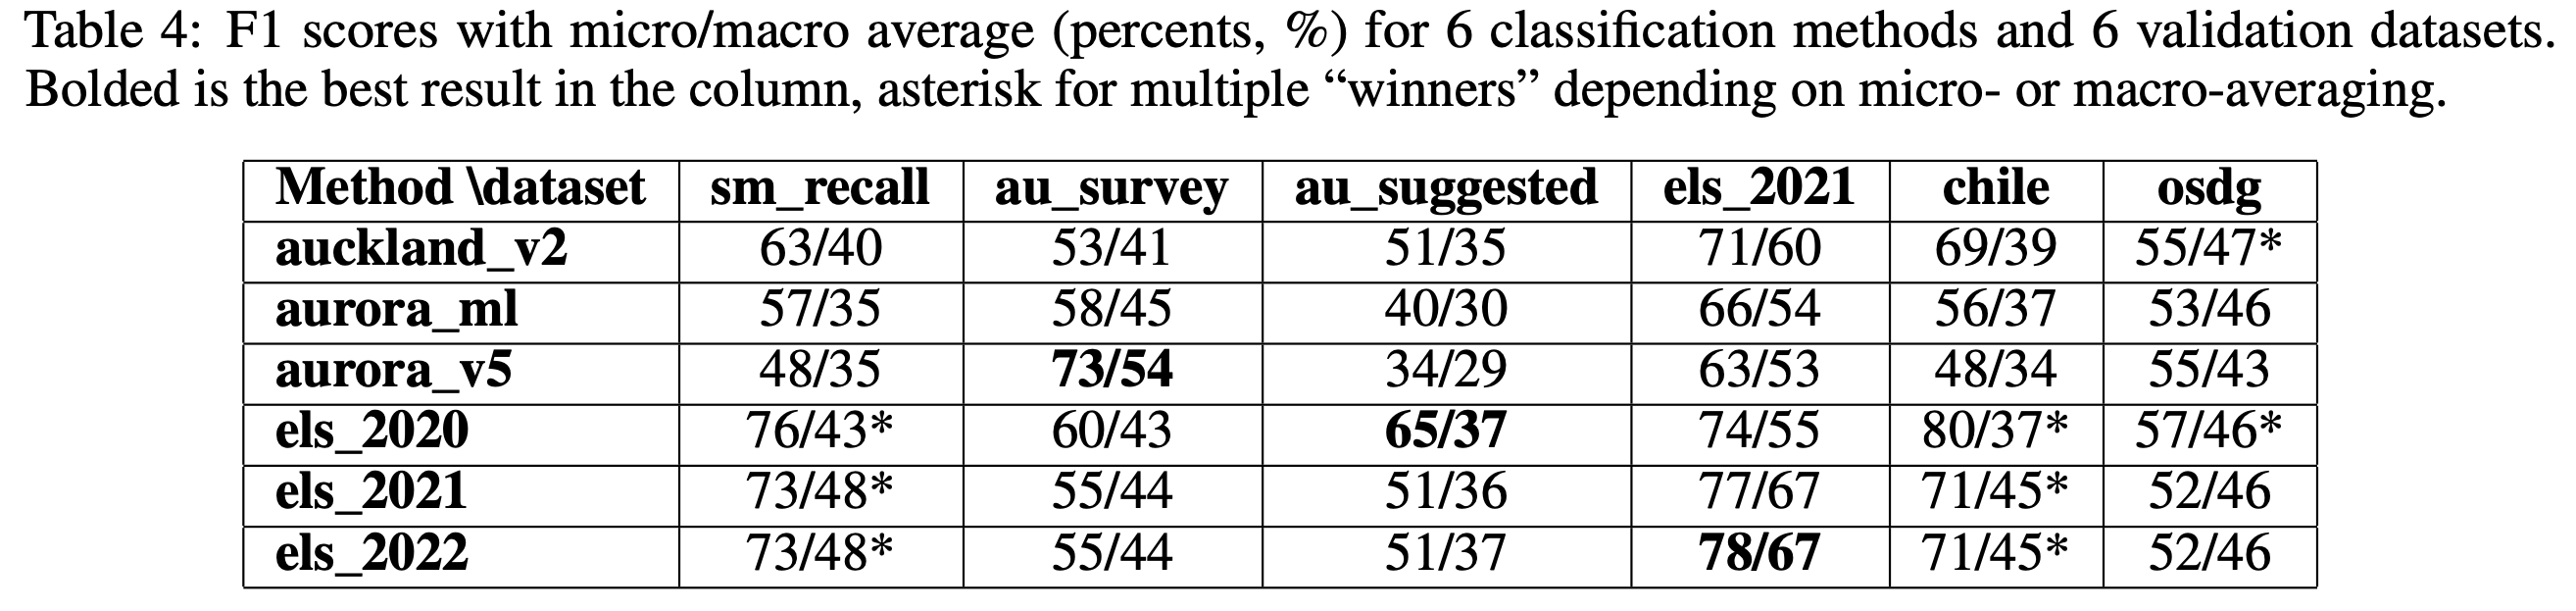 Table 4: F1 scores with micro/macro average (percents, %) for 6 classification methods and 6 validation datasets.
Bolded is the best result in the column, asterisk for multiple “winners” depending on micro- or macro-averaging.
Method \dataset sm_recall au_survey au_suggested els_2021 chile osdg
auckland_v2 63/40 53/41 51/35 71/60 69/39 55/47*
aurora_ml 57/35 58/45 40/30 66/54 56/37 53/46
aurora_v5 48/35 73/54 34/29 63/53 48/34 55/43
els_2020 76/43* 60/43 65/37 74/55 80/37* 57/46*
els_2021 73/48* 55/44 51/36 77/67 71/45* 52/46
els_2022 73/48* 55/44 51/37 78/67 71/45* 52/46